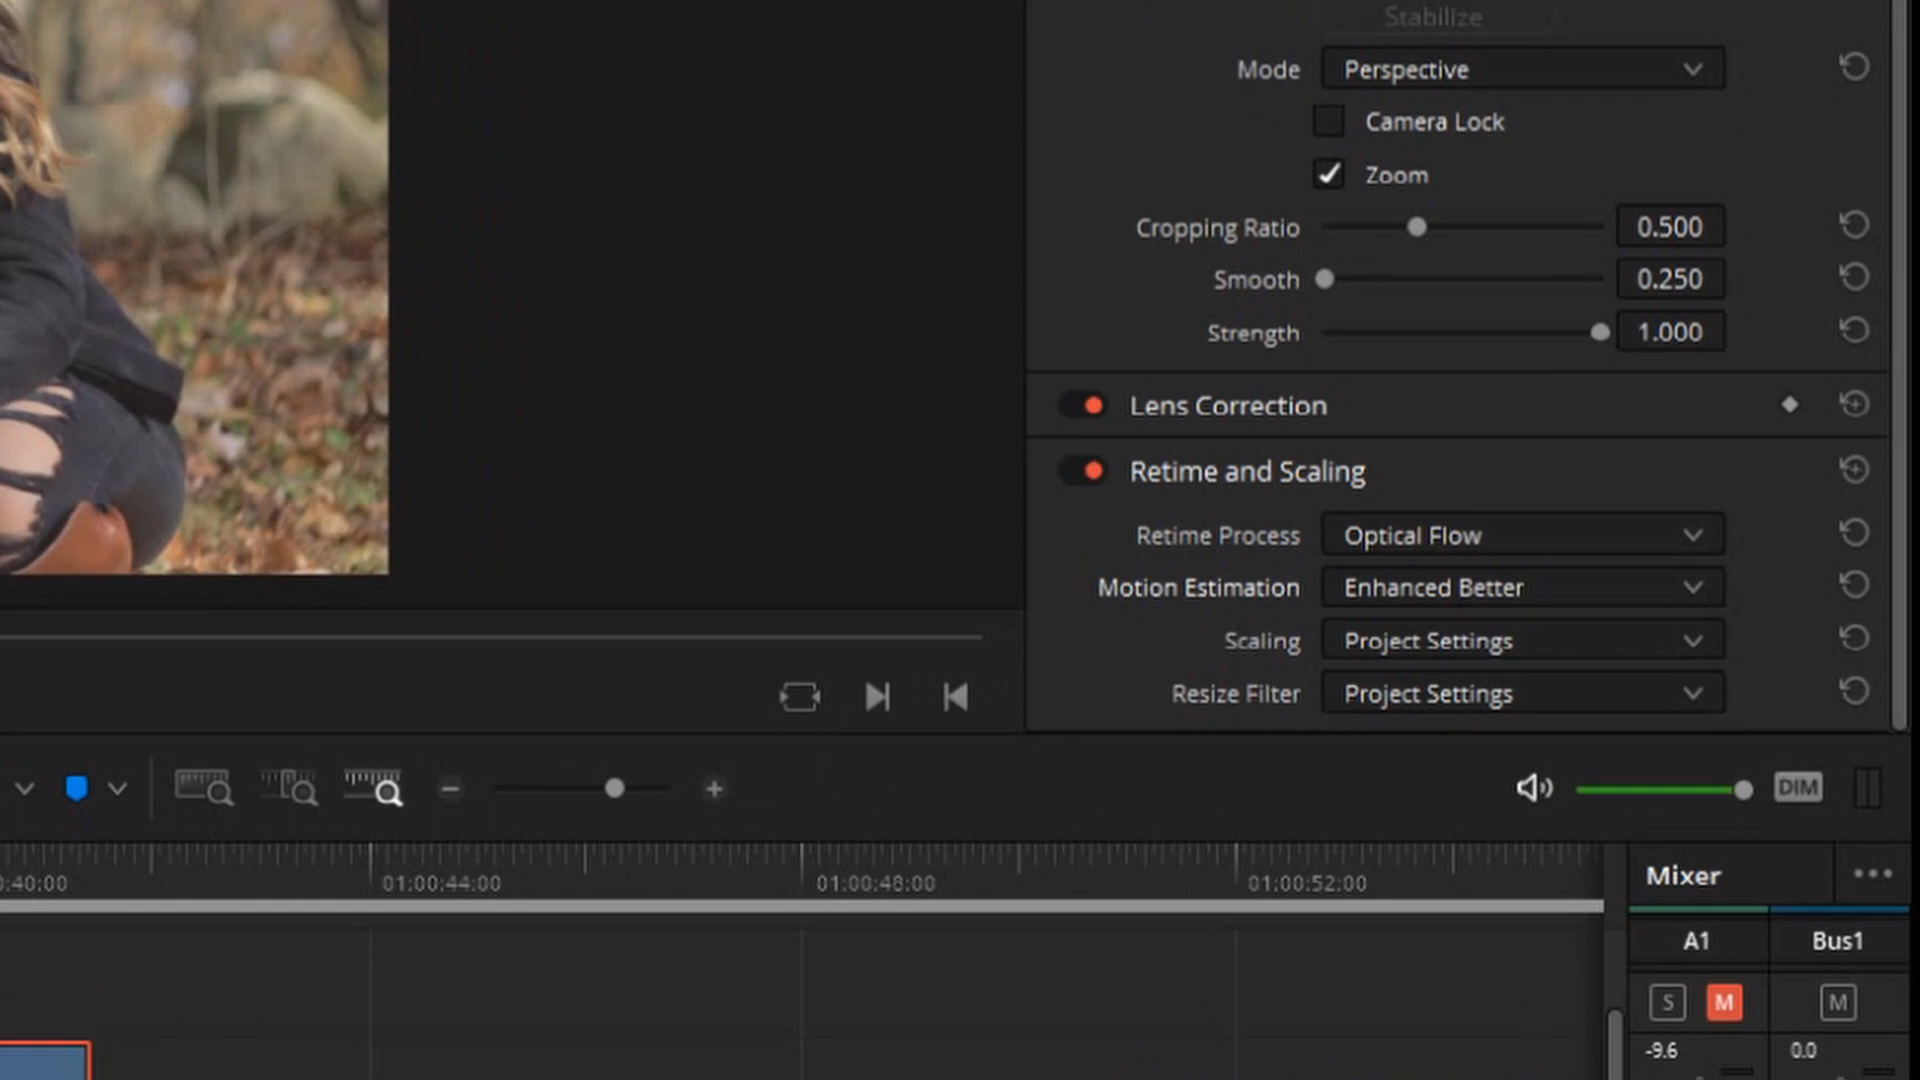 Stabilize
Mode Perspective
Camera Lock
Zoom
Cropping Ratio 0.500
Smooth 0.250
Strength 1.000
Lens Correction
Retime and Scaling
Retime Process Optical Flow
Motion Estimation Enhanced Better
Scaling Project Settings
Resize Filter Project Settings
DIM
:40:00 01:00:44:00 01:00:48:00 01:00:52:00
Mixer
A1 Bus1
S M M
-9.6 0.0